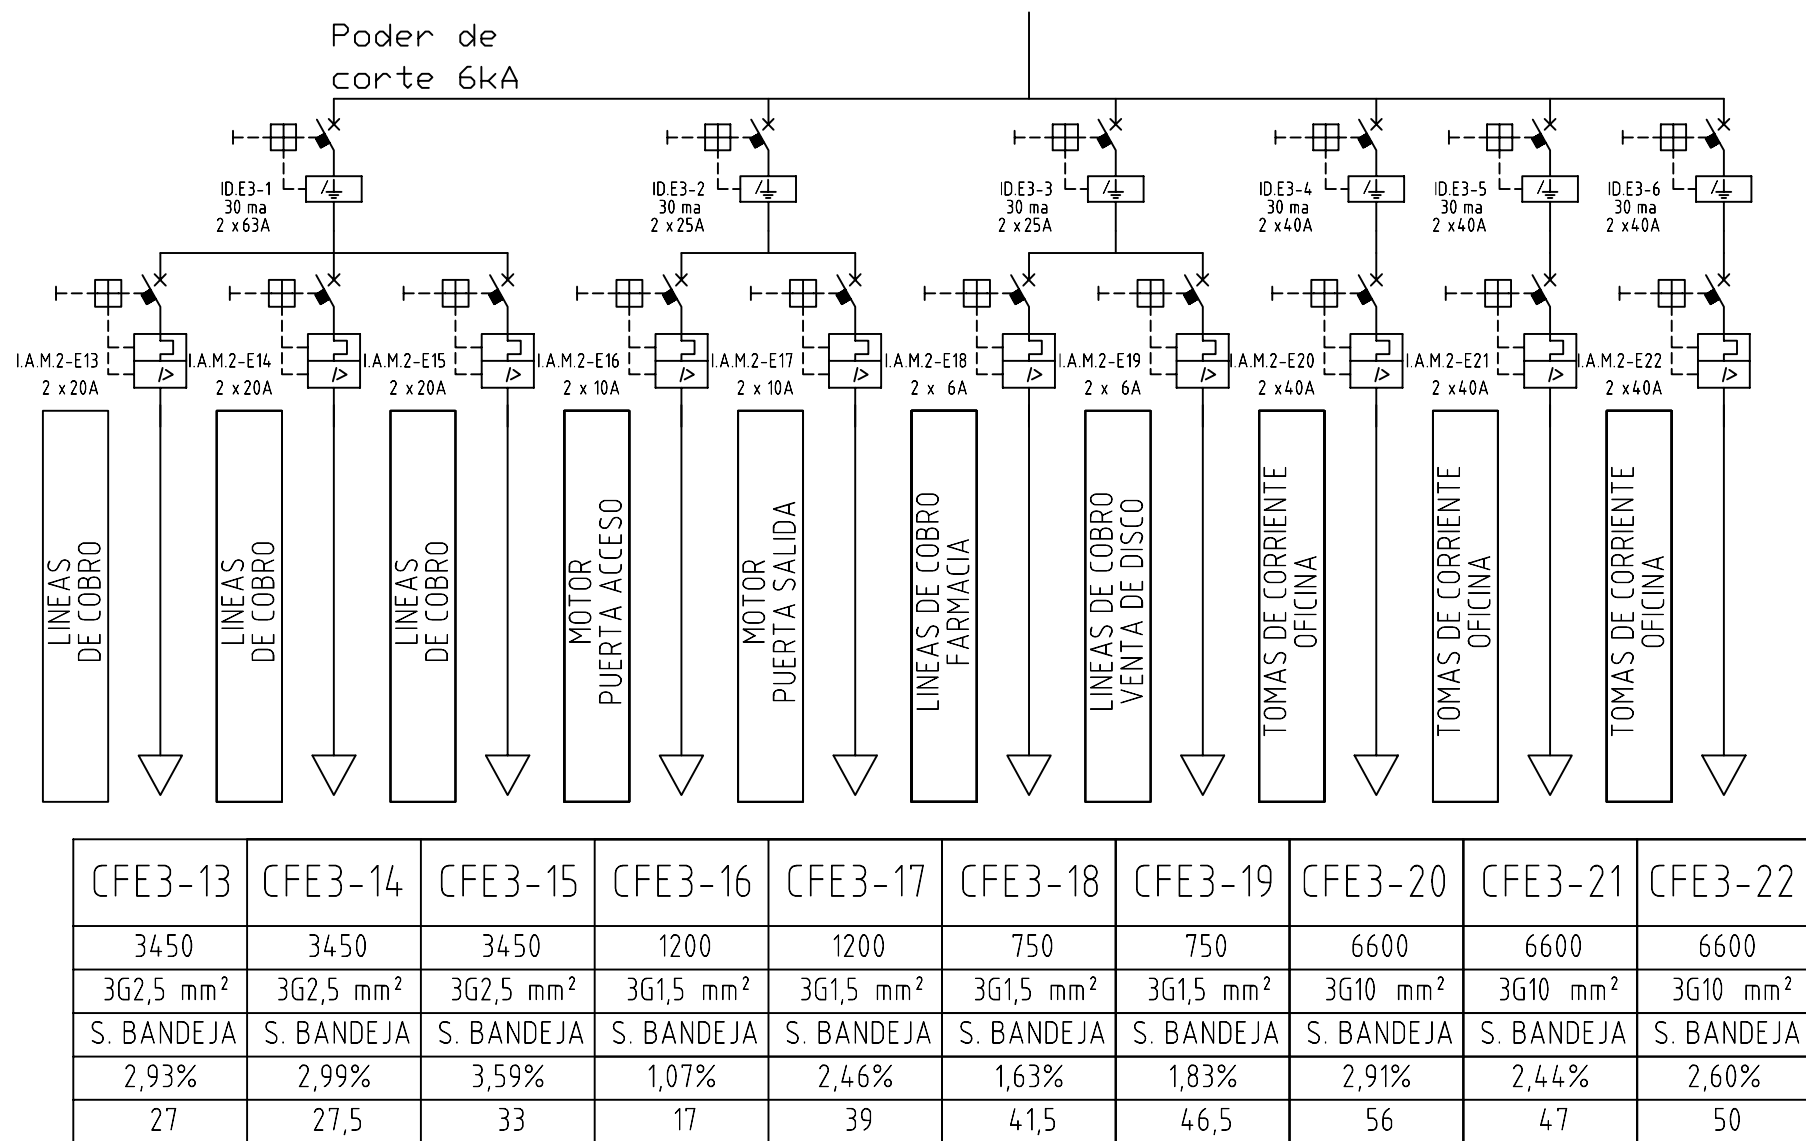 Poder de
corte 6kA
ID.E3-1
30 ma
2 x63A
ID.E3-2
30 ma
2 x25A
ID.E3-3
30 ma
2 x25A
ID.E3-4
30 ma
2 x40A
ID.E3-5
30 ma
2 x40A
ID.E3-6
30 ma
2 x40A
I.A.M.2-E13
2 x20A
I.A.M.2-E14
2 x20A
I.A.M.2-E15
2 x20A
I.A.M.2-E16
2 x 10A
I.A.M.2-E17
2 x 10A
I.A.M.2-E18
2 x 6A
I.A.M.2-E19
2 x 6A
I.A.M.2-E20
2 x40A
I.A.M.2-E21
2 x40A
I.A.M.2-E22
2 x40A
LINEAS
DE COBRO
LINEAS
DE COBRO
LINEAS
DE COBRO
MOTOR
PUERTA ACCESO
MOTOR
PUERTA SALIDA
LINEAS DE COBRO
FARMACIA
LINEAS DE COBRO
VENTA DE DISCO
TOMAS DE CORRIENTE
OFICINA
TOMAS DE CORRIENTE
OFICINA
TOMAS DE CORRIENTE
OFICINA
CFE3-13 CFE3-14 CFE3-15 CFE3-16 CFE3-17 CFE3-18 CFE3-19 CFE3-20 CFE3-21 CFE3-22
3450 3450 3450 1200 1200 750 750 6600 6600 6600
3G2,5 mm² 3G2,5 mm² 3G2,5 mm² 3G1,5 mm² 3G1,5 mm² 3G1,5 mm² 3G1,5 mm² 3G10 mm² 3G10 mm² 3G10 mm²
S. BANDEJA S. BANDEJA S. BANDEJA S. BANDEJA S. BANDEJA S. BANDEJA S. BANDEJA S. BANDEJA S. BANDEJA S. BANDEJA
2,93% 2,99% 3,59% 1,07% 2,46% 1,63% 1,83% 2,91% 2,44% 2,60%
27 27,5 33 17 39 41,5 46,5 56 47 50